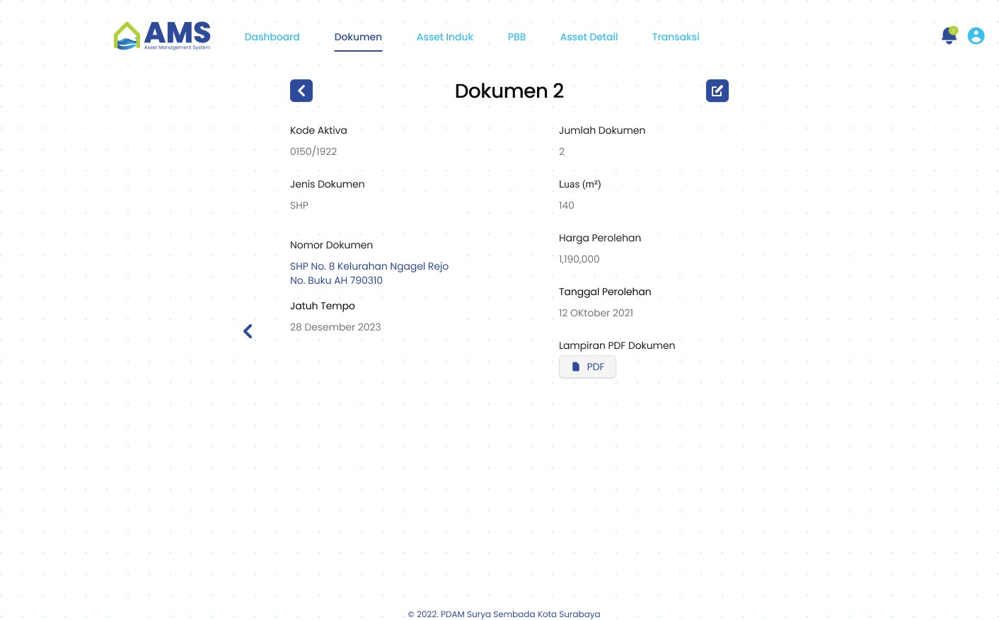 AMS
Asset Management System
Dashboard
Dokumen
Asset Induk
PBB
Asset Detail
Transaksi
2
Dokumen 2
Kode Aktiva
0150/1922
Jenis Dokumen
SHP
Nomor Dokumen
SHP No. 8 Kelurahan Ngagel Rejo
No. Buku AH 790310
Jatuh Tempo
28 Desember 2023
Jumlah Dokumen
2
Luas (m²)
140
Harga Perolehan
1,190,000
Tanggal Perolehan
12 OKtober 2021
Lampiran PDF Dokumen
PDF
© 2022. PDAM Surya Sembada Kota Surabaya